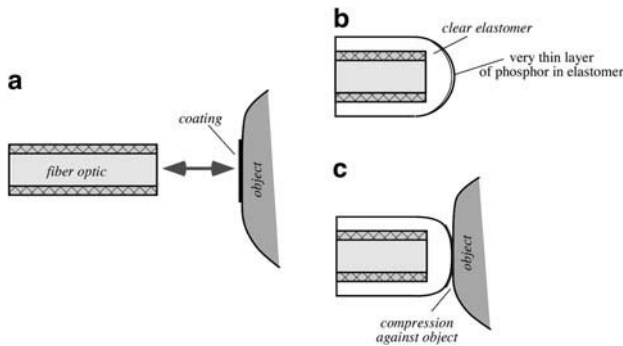 a
coating
fiber optic
object
b
clear elastomer
very thin layer
of phosphor in elastomer
c
object
compression
against object